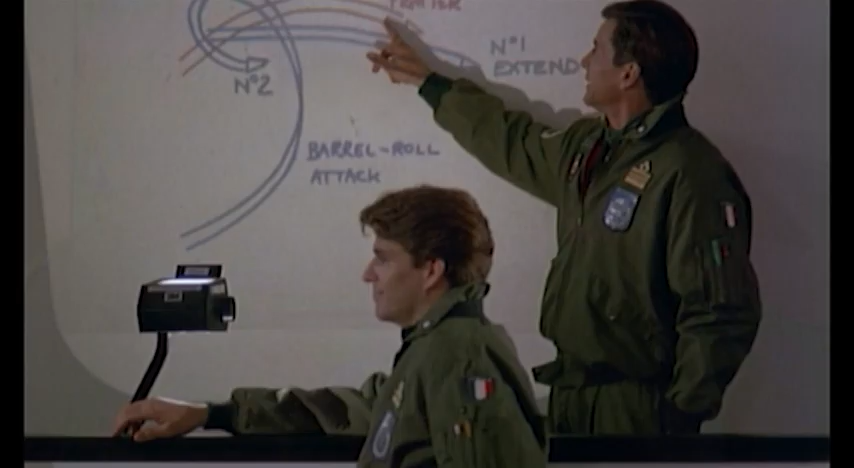 N°1
EXTEND
N°2
BARREL-ROLL
ATTACK